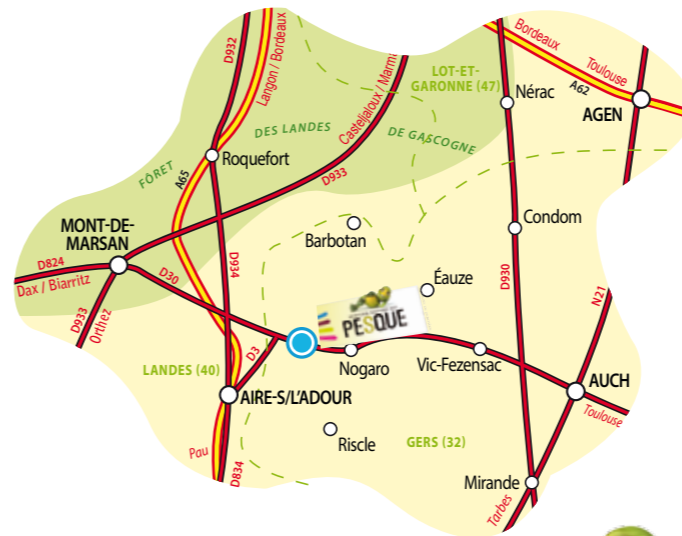 D932
Langon / Bordeaux
Casteljaloux / Marma
LOT-ET-
GARONNE (47)
Bordeaux
Toulouse
A62
Nérac
AGEN
DES LANDES
DE GASCOGNE
FÔRET
A65
Roquefort
D933
MONT-DE-
MARSAN
D824
Dax / Biarritz
D30
D933
Orthez
D934
Barbotan
Condom
D930
Éauze
N21
PESQUE
D3
Nogaro
Vic-Fezensac
LANDES (40)
AIRE-S/L'ADOUR
AUCH
Toulouse
Riscle
GERS (32)
Pau
D834
Mirande
Tarbes